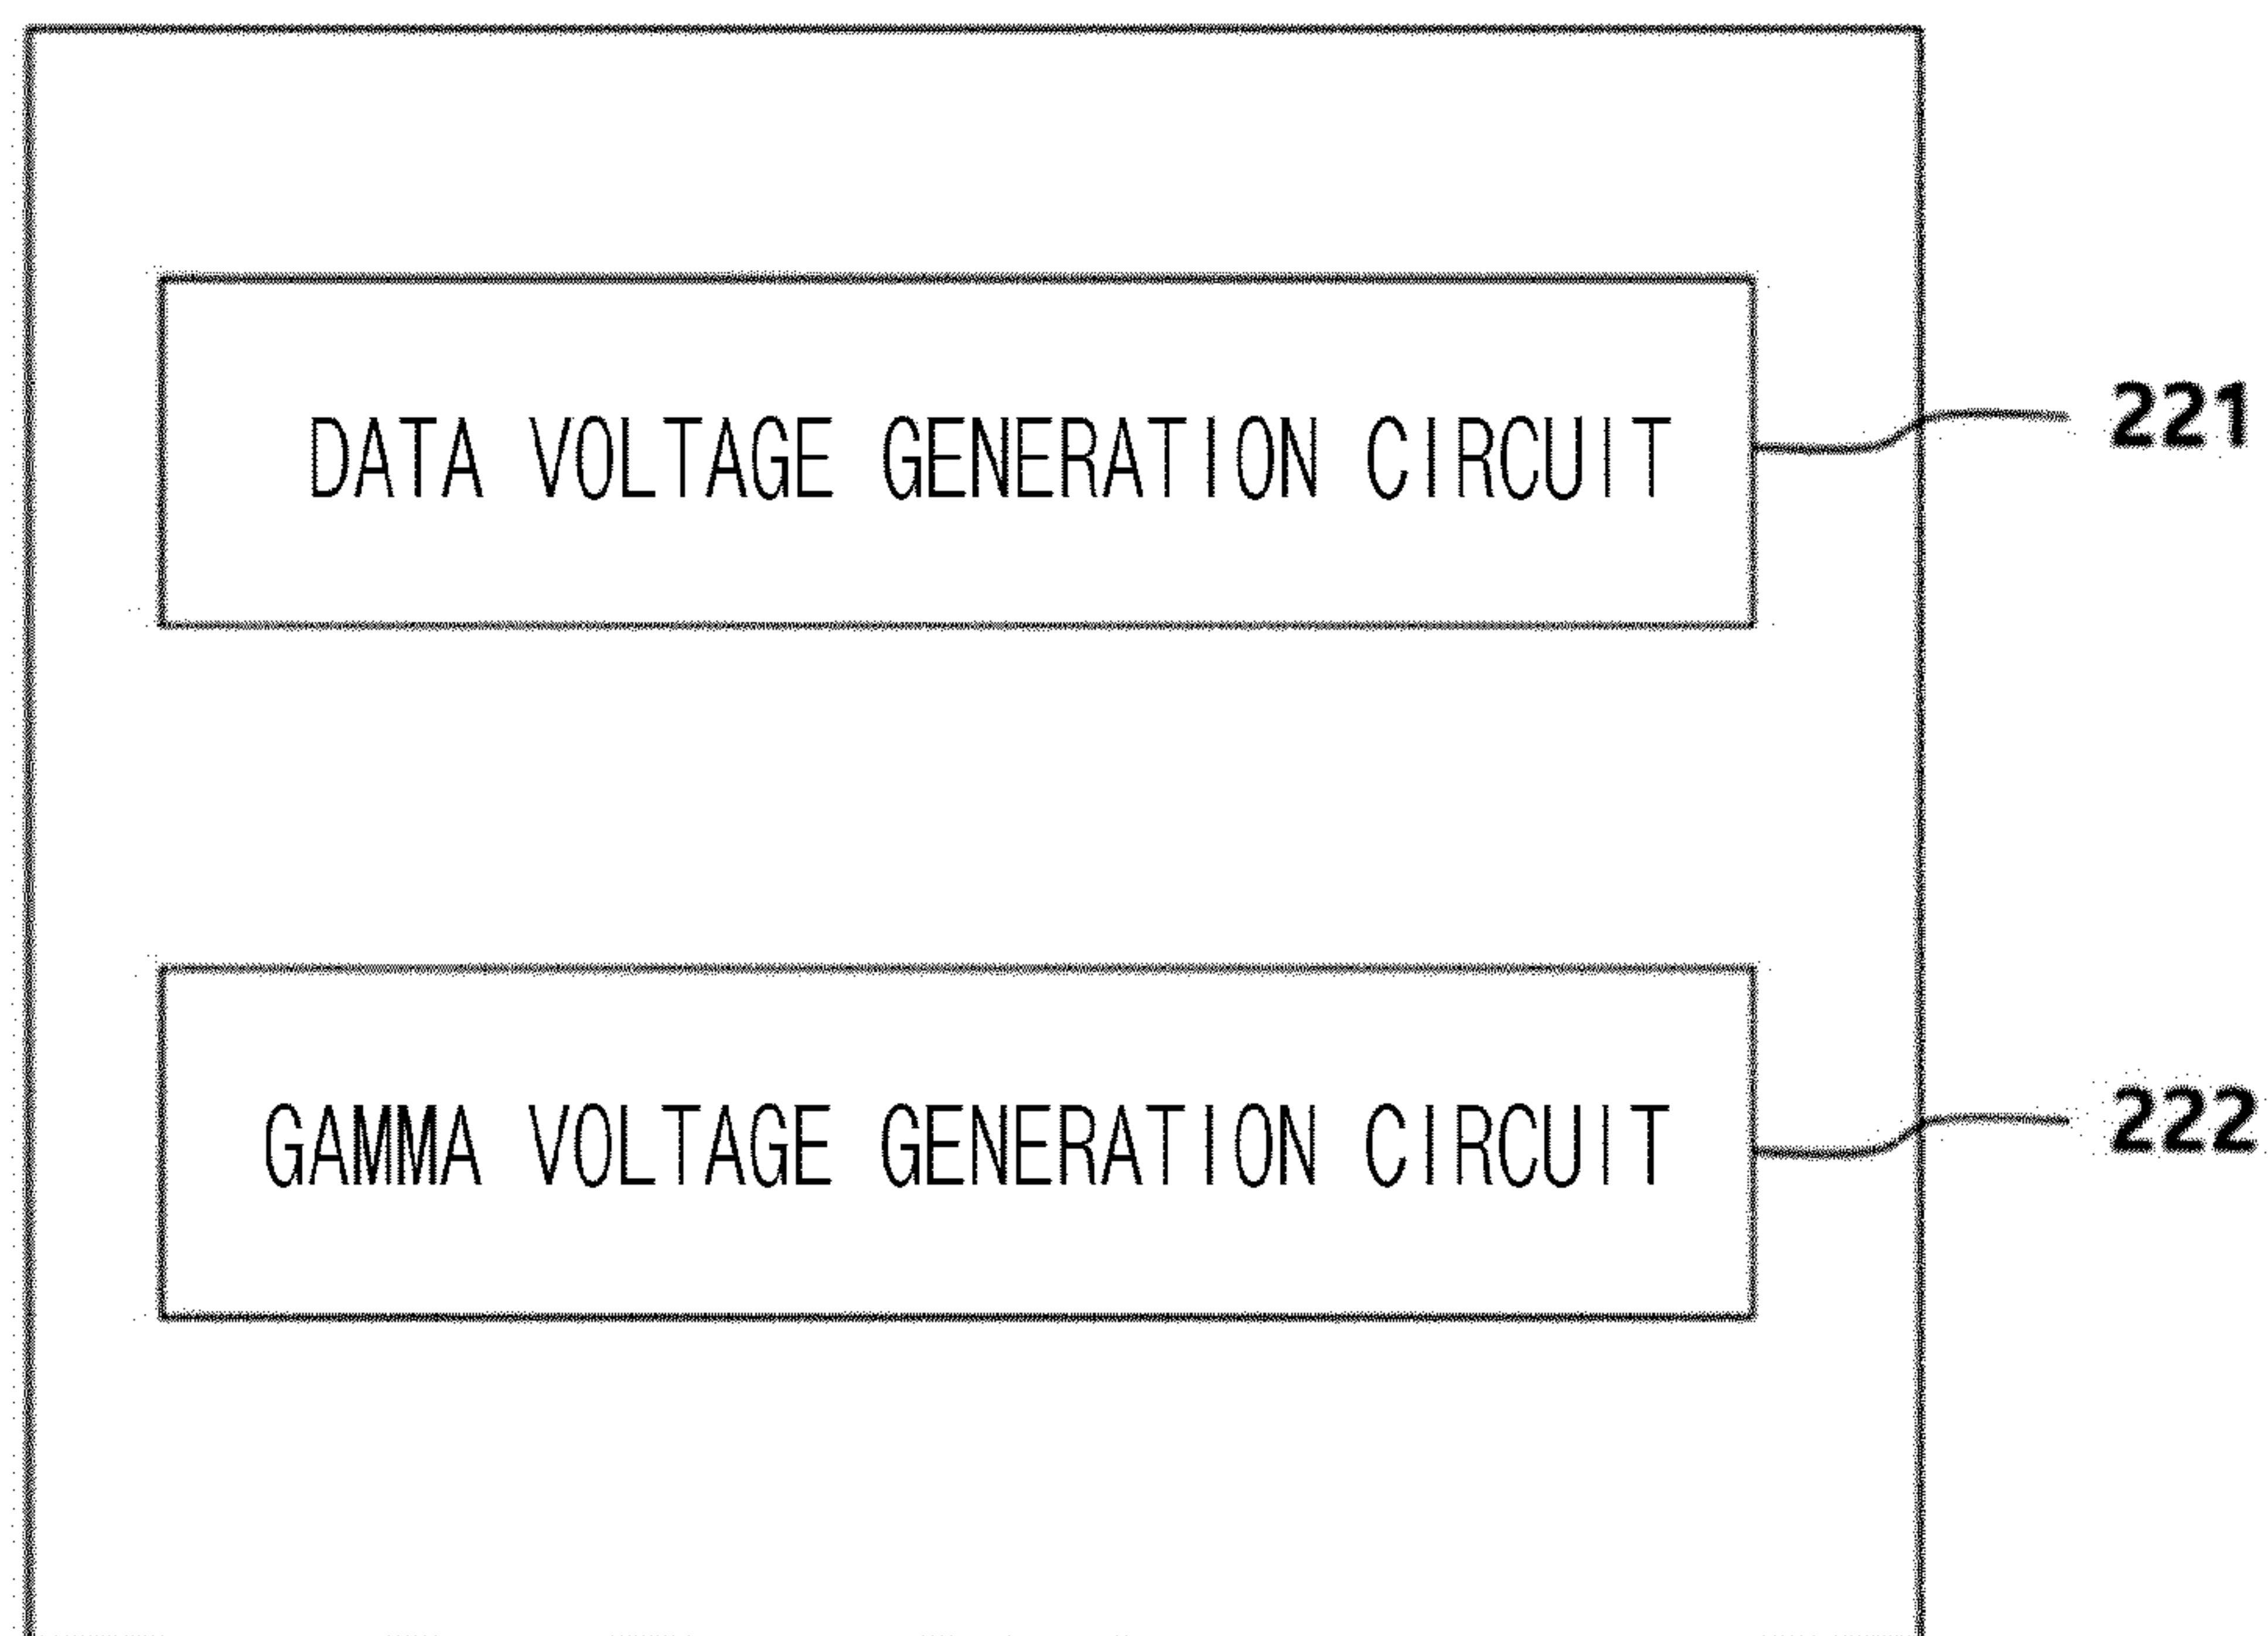 DATA VOLTAGE GENERATION CIRCUIT
221
GAMMA VOLTAGE GENERATION CIRCUIT
222